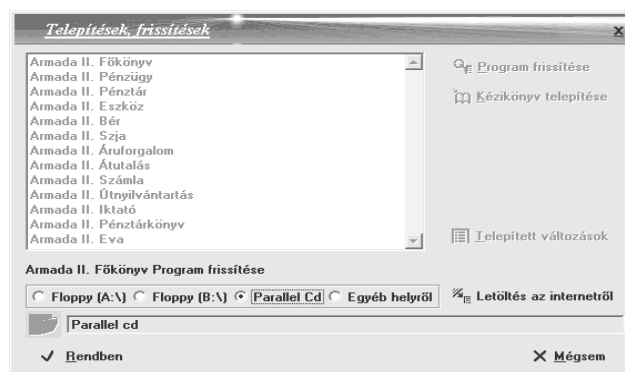 Telepítések, frissítések
x
Armada II. Főkönyv
Armada II. Pénzügy
Armada II. Pénztár
Armada II. Eszköz
Armada II. Bér
Armada II. Szja
Armada II. Áruforgalom
Armada II. Átutalás
Armada II. Számla
Armada II. Útnyilvántartás
Armada II. Iktató
Armada II. Pénztárkönyv
Armada II. Eva
Program frissítése
Kézikönyv telepítése
Telepített változások
Armada II. Főkönyv Program frissítése
Floppy (A:\) Floppy (B:\) Parallel Cd Egyéb helyről
Letöltés az internetről
Parallel cd
Rendben
Mégsem